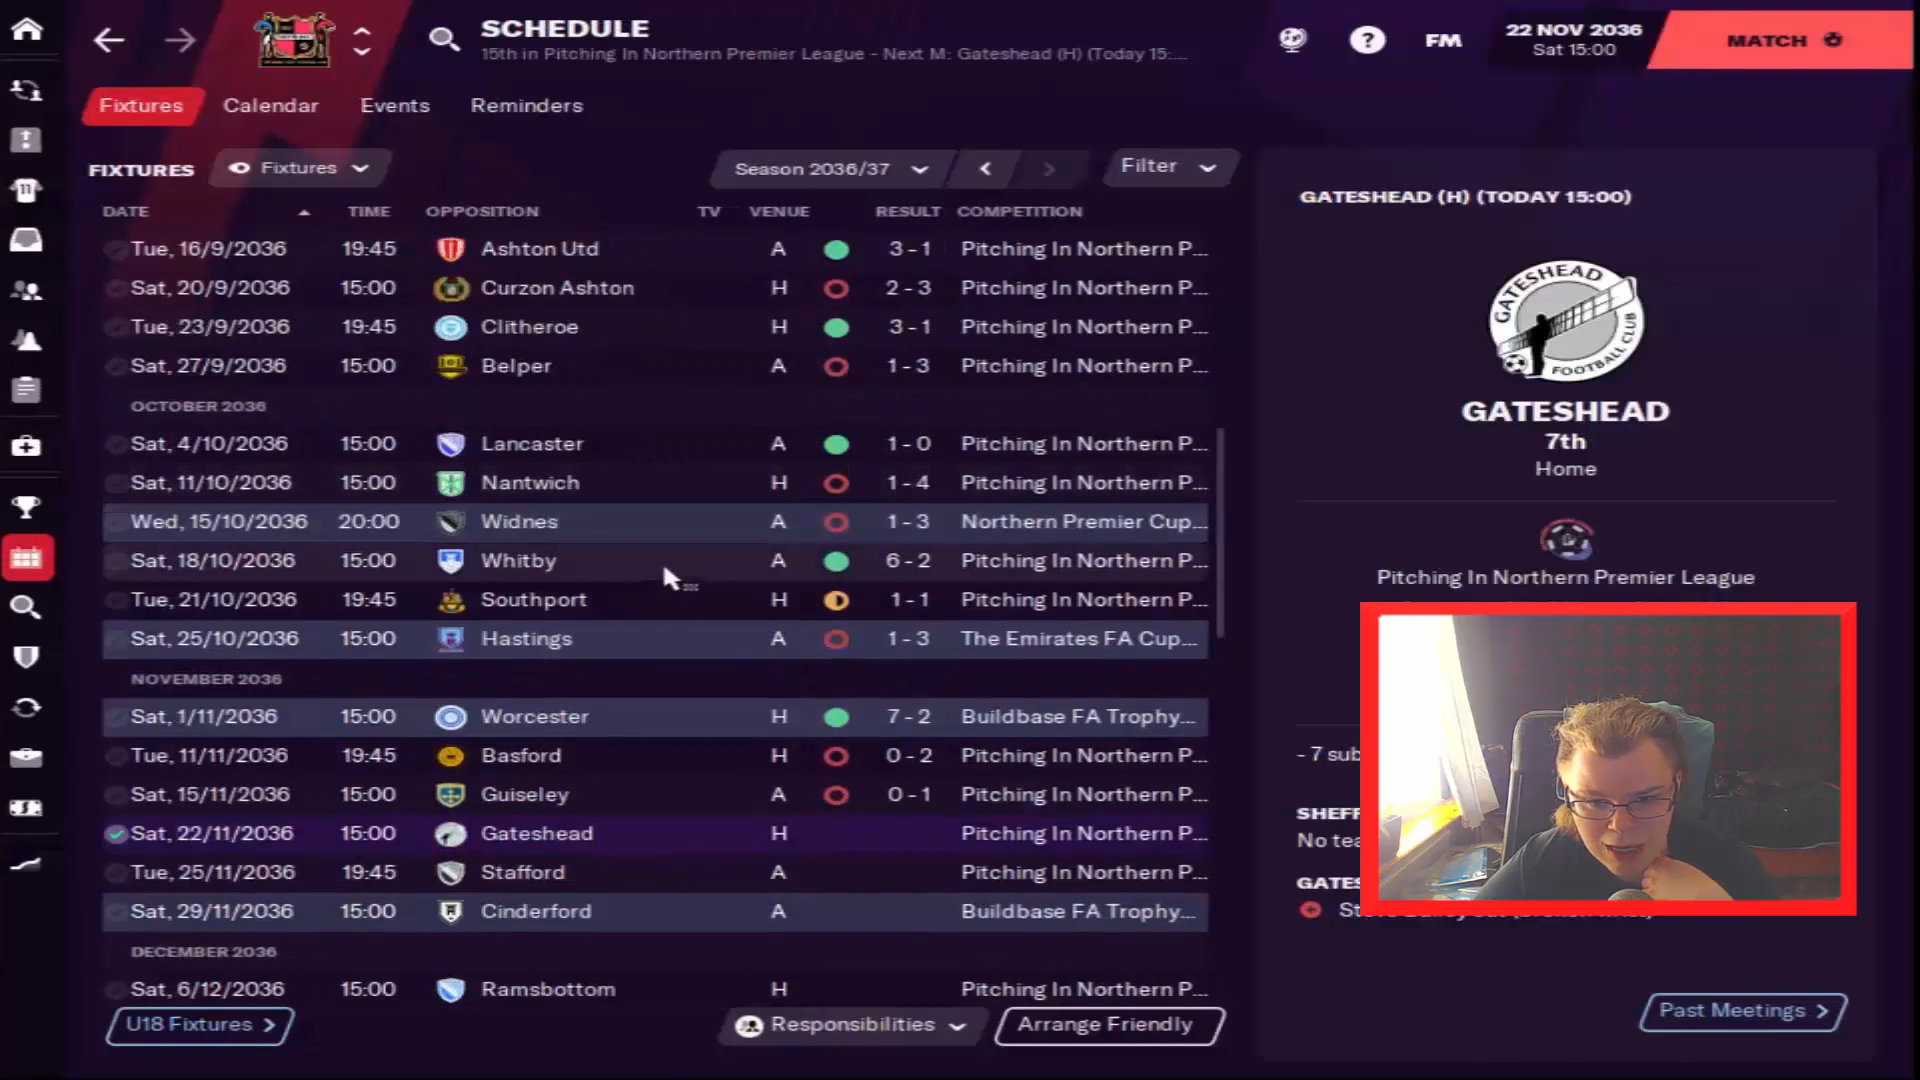 SCHEDULE
15th in Pitching In Northern Premier League - Next M: Gateshead (H) (Today 15:...
FM
22 NOV 2036
Sat 15:00
MATCH
Fixtures
Calendar
Events
Reminders
FIXTURES
Fixtures
Season 2036/37
Filter
DATE TIME OPPOSITION TV VENUE RESULT COMPETITION
Tue, 16/9/2036 19:45 Ashton Utd A 3 - 1 Pitching In Northern P...
Sat, 20/9/2036 15:00 Curzon Ashton H 2 - 3 Pitching In Northern P...
Tue, 23/9/2036 19:45 Clitheroe H 3 - 1 Pitching In Northern P...
Sat, 27/9/2036 15:00 Belper A 1 - 3 Pitching In Northern P...
OCTOBER 2036
Sat, 4/10/2036 15:00 Lancaster A 1 - 0 Pitching In Northern P...
Sat, 11/10/2036 15:00 Nantwich H 1 - 4 Pitching In Northern P...
Wed, 15/10/2036 20:00 Widnes A 1 - 3 Northern Premier Cup...
Sat, 18/10/2036 15:00 Whitby A 6 - 2 Pitching In Northern P...
Tue, 21/10/2036 19:45 Southport H 1 - 1 Pitching In Northern P...
Sat, 25/10/2036 15:00 Hastings A 1 - 3 The Emirates FA Cup...
NOVEMBER 2036
Sat, 1/11/2036 15:00 Worcester H 7 - 2 Buildbase FA Trophy...
Tue, 11/11/2036 19:45 Basford H 0 - 2 Pitching In Northern P...
Sat, 15/11/2036 15:00 Guiseley A 0 - 1 Pitching In Northern P...
Sat, 22/11/2036 15:00 Gateshead H Pitching In Northern P...
Tue, 25/11/2036 19:45 Stafford A Pitching In Northern P...
Sat, 29/11/2036 15:00 Cinderford A Buildbase FA Trophy...
DECEMBER 2036
Sat, 6/12/2036 15:00 Ramsbottom H Pitching In Northern P...
U18 Fixtures
Responsibilities
Arrange Friendly
GATESHEAD (H) (TODAY 15:00)
GATESHEAD
FOOTBALL CLUB
GATESHEAD
7th
Home
Pitching In Northern Premier League
- 7 sub
SHEFF
No tea
GATES
Past Meetings